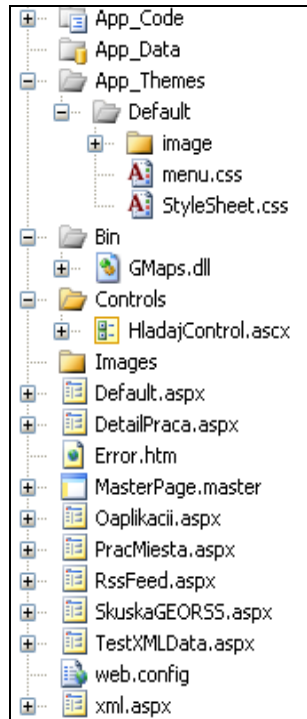 App_Code
App_Data
App_Themes
Default
image
menu.css
StyleSheet.css
Bin
GMaps.dll
Controls
HladajControl.ascx
Images
Default.aspx
DetailPraca.aspx
Error.htm
MasterPage.master
Oaplikacii.aspx
PracMiesta.aspx
RssFeed.aspx
SkuskaGEORSS.aspx
TestXMLData.aspx
web.config
xml.aspx